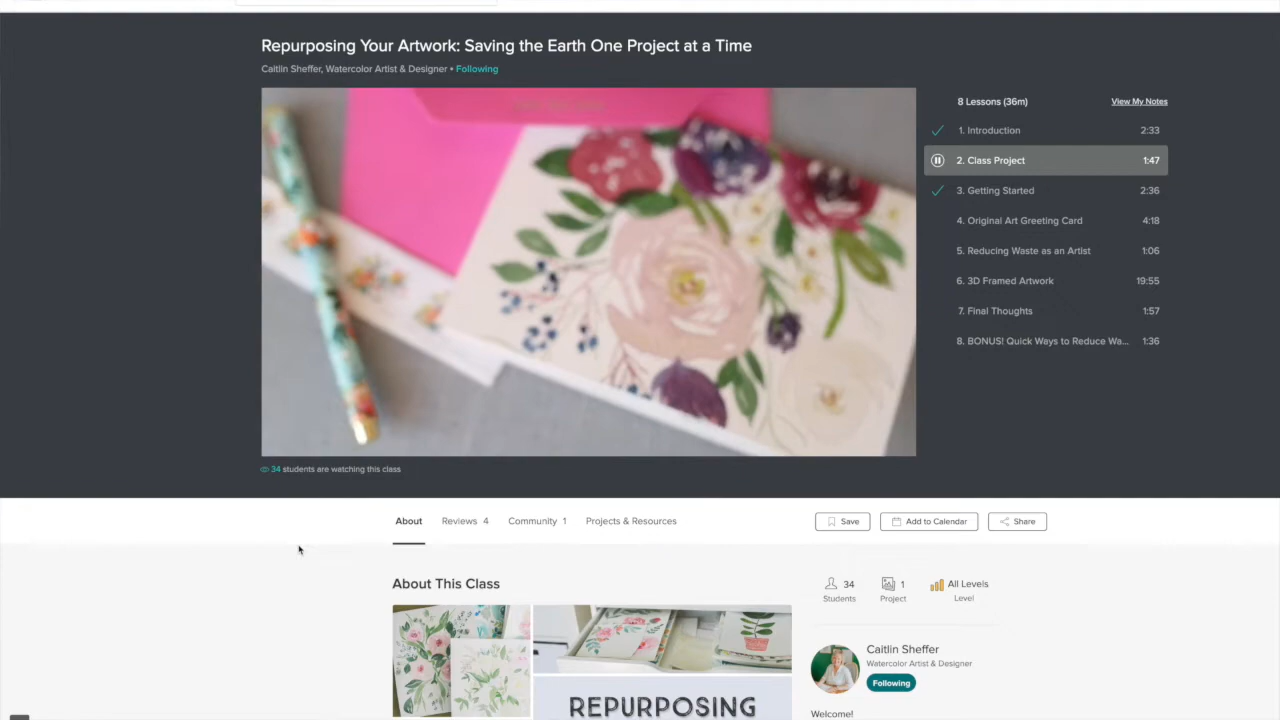 Repurposing Your Artwork: Saving the Earth One Project at a Time
Caitlin Sheffer, Watercolor Artist & Designer • Following
8 Lessons (36m) View My Notes
1. Introduction 2:33
2. Class Project 1:47
3. Getting Started 2:36
4. Original Art Greeting Card 4:18
5. Reducing Waste as an Artist 1:06
6. 3D Framed Artwork 19:55
7. Final Thoughts 1:57
8. BONUS! Quick Ways to Reduce Wa... 1:36
34 students are watching this class
About Reviews 4 Community 1 Projects & Resources Save Add to Calendar Share
About This Class
34 1 All Levels
Students Project Level
Caitlin Sheffer
Watercolor Artist & Designer
Following
Welcome!
REPURPOSING